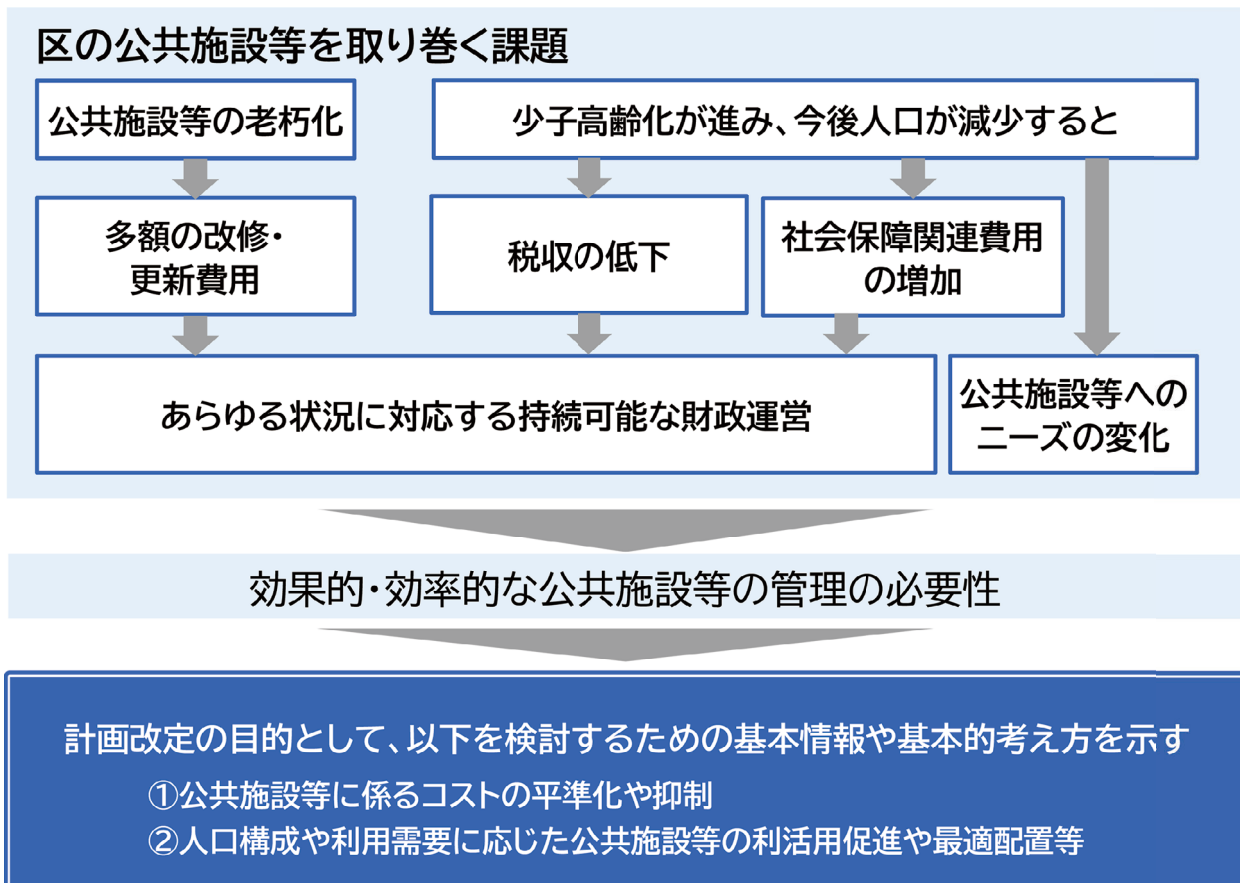 区の公共施設等を取り巻く課題
公共施設等の老朽化
少子高齢化が進み、今後人口が減少すると
多額の改修・
更新費用
税収の低下
社会保障関連費用
の増加
あらゆる状況に対応する持続可能な財政運営
公共施設等への
ニーズの変化
効果的・効率的な公共施設等の管理の必要性
計画改定の目的として、以下を検討するための基本情報や基本的考え方を示す
①公共施設等に係るコストの平準化や抑制
②人口構成や利用需要に応じた公共施設等の利活用促進や最適配置等